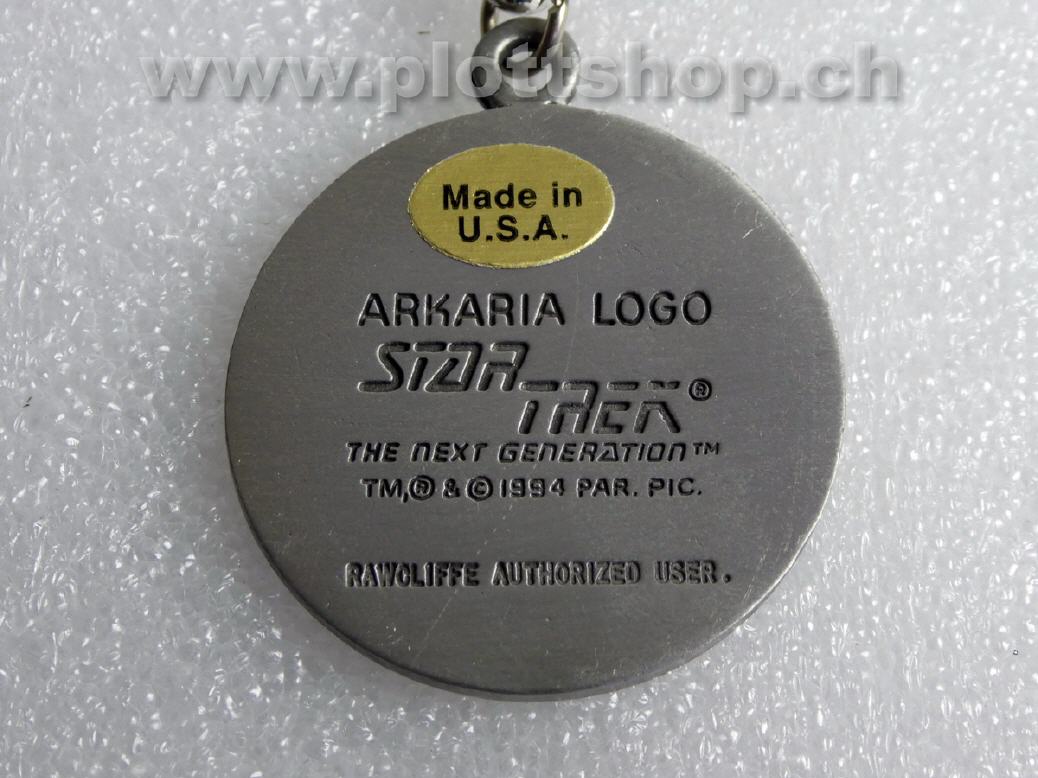 www.plottshop.ch
Made in
U.S.A.
ARKARIA LOGO
STAR
TREK®
THE NEXT GENERATION™
TM,® & © 1994 PAR. PIC.
RAWCLIFFE AUTHORIZED USER.